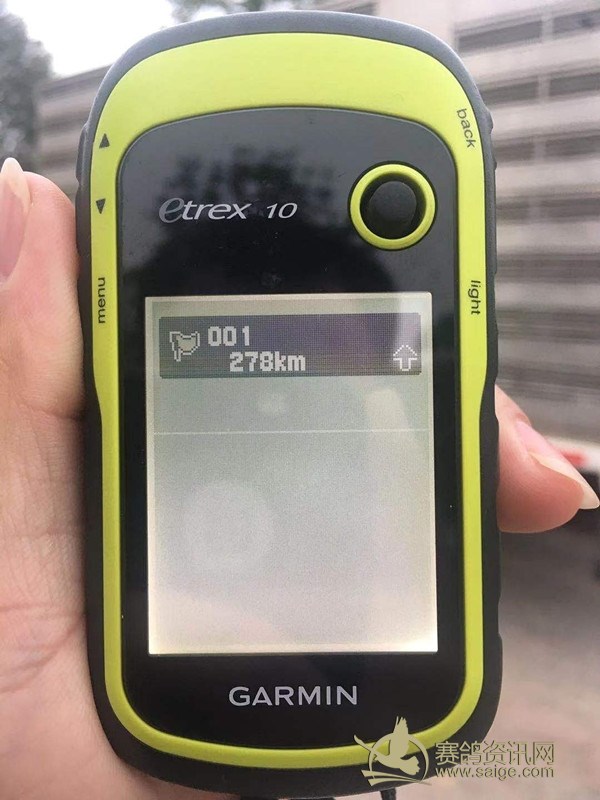 back
etrex 10
menu
light
001
278km
GARMIN
赛鸽资讯网
www.saige.com